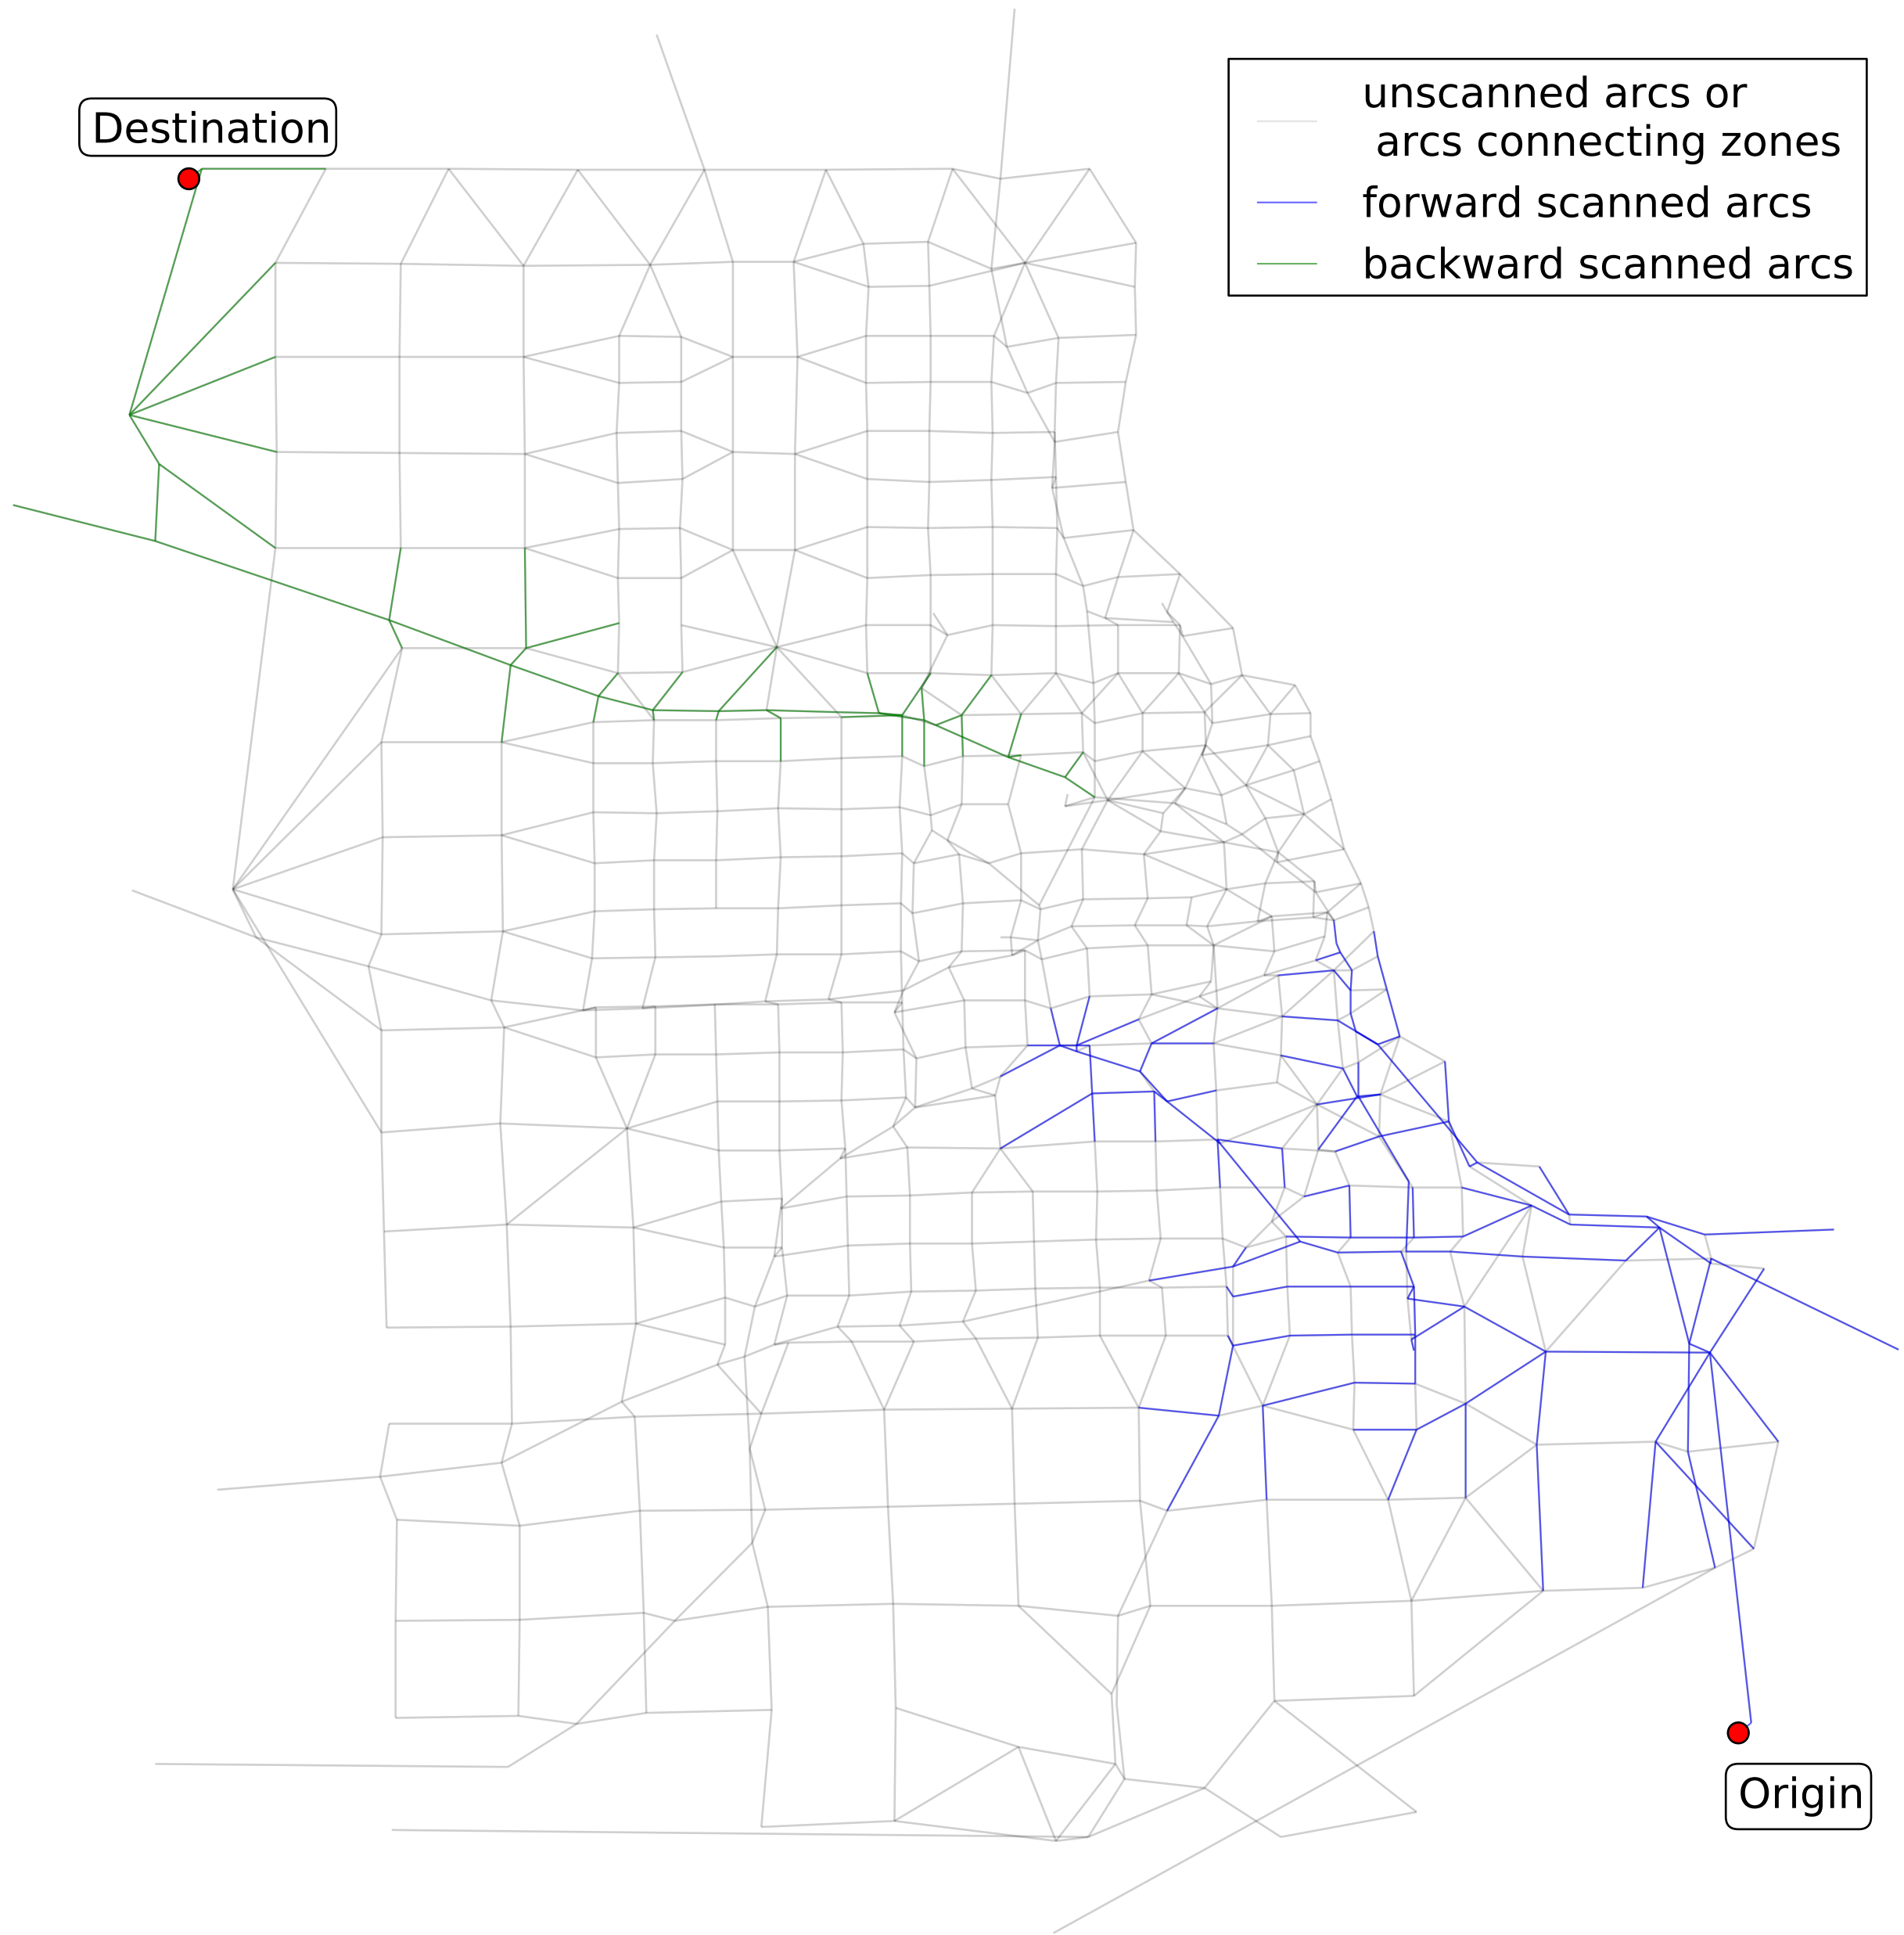 Destination
unscanned arcs or
arcs connecting zones
forward scanned arcs
backward scanned arcs
Origin